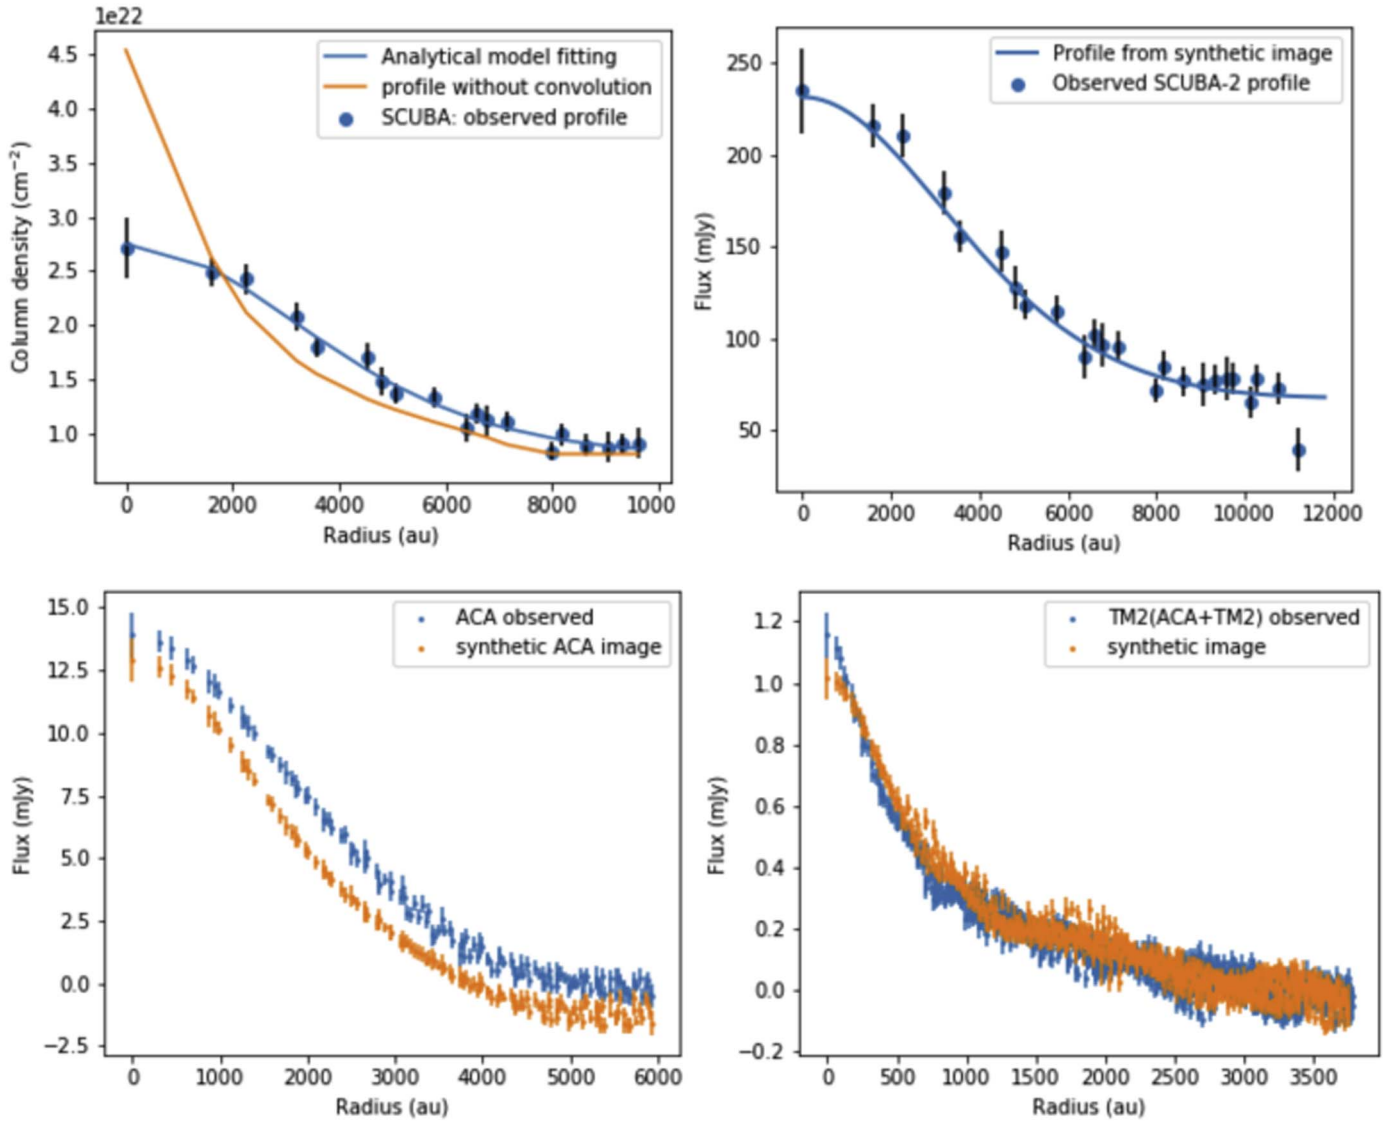 1e22
4.5
4.0
3.5
3.0
2.5
2.0
1.5
1.0
Column density (cm⁻²)
Analytical model fitting
profile without convolution
SCUBA: observed profile
0 2000 4000 6000 8000 1000
Radius (au)
250
200
150
100
50
Flux (mJy)
Profile from synthetic image
Observed SCUBA-2 profile
0 2000 4000 6000 8000 10000 12000
Radius (au)
15.0
12.5
10.0
7.5
5.0
2.5
0.0
−2.5
Flux (mJy)
ACA observed
synthetic ACA image
0 1000 2000 3000 4000 5000 6000
Radius (au)
1.2
1.0
0.8
0.6
0.4
0.2
0.0
−0.2
Flux (mJy)
TM2(ACA+TM2) observed
synthetic image
0 500 1000 1500 2000 2500 3000 3500
Radius (au)